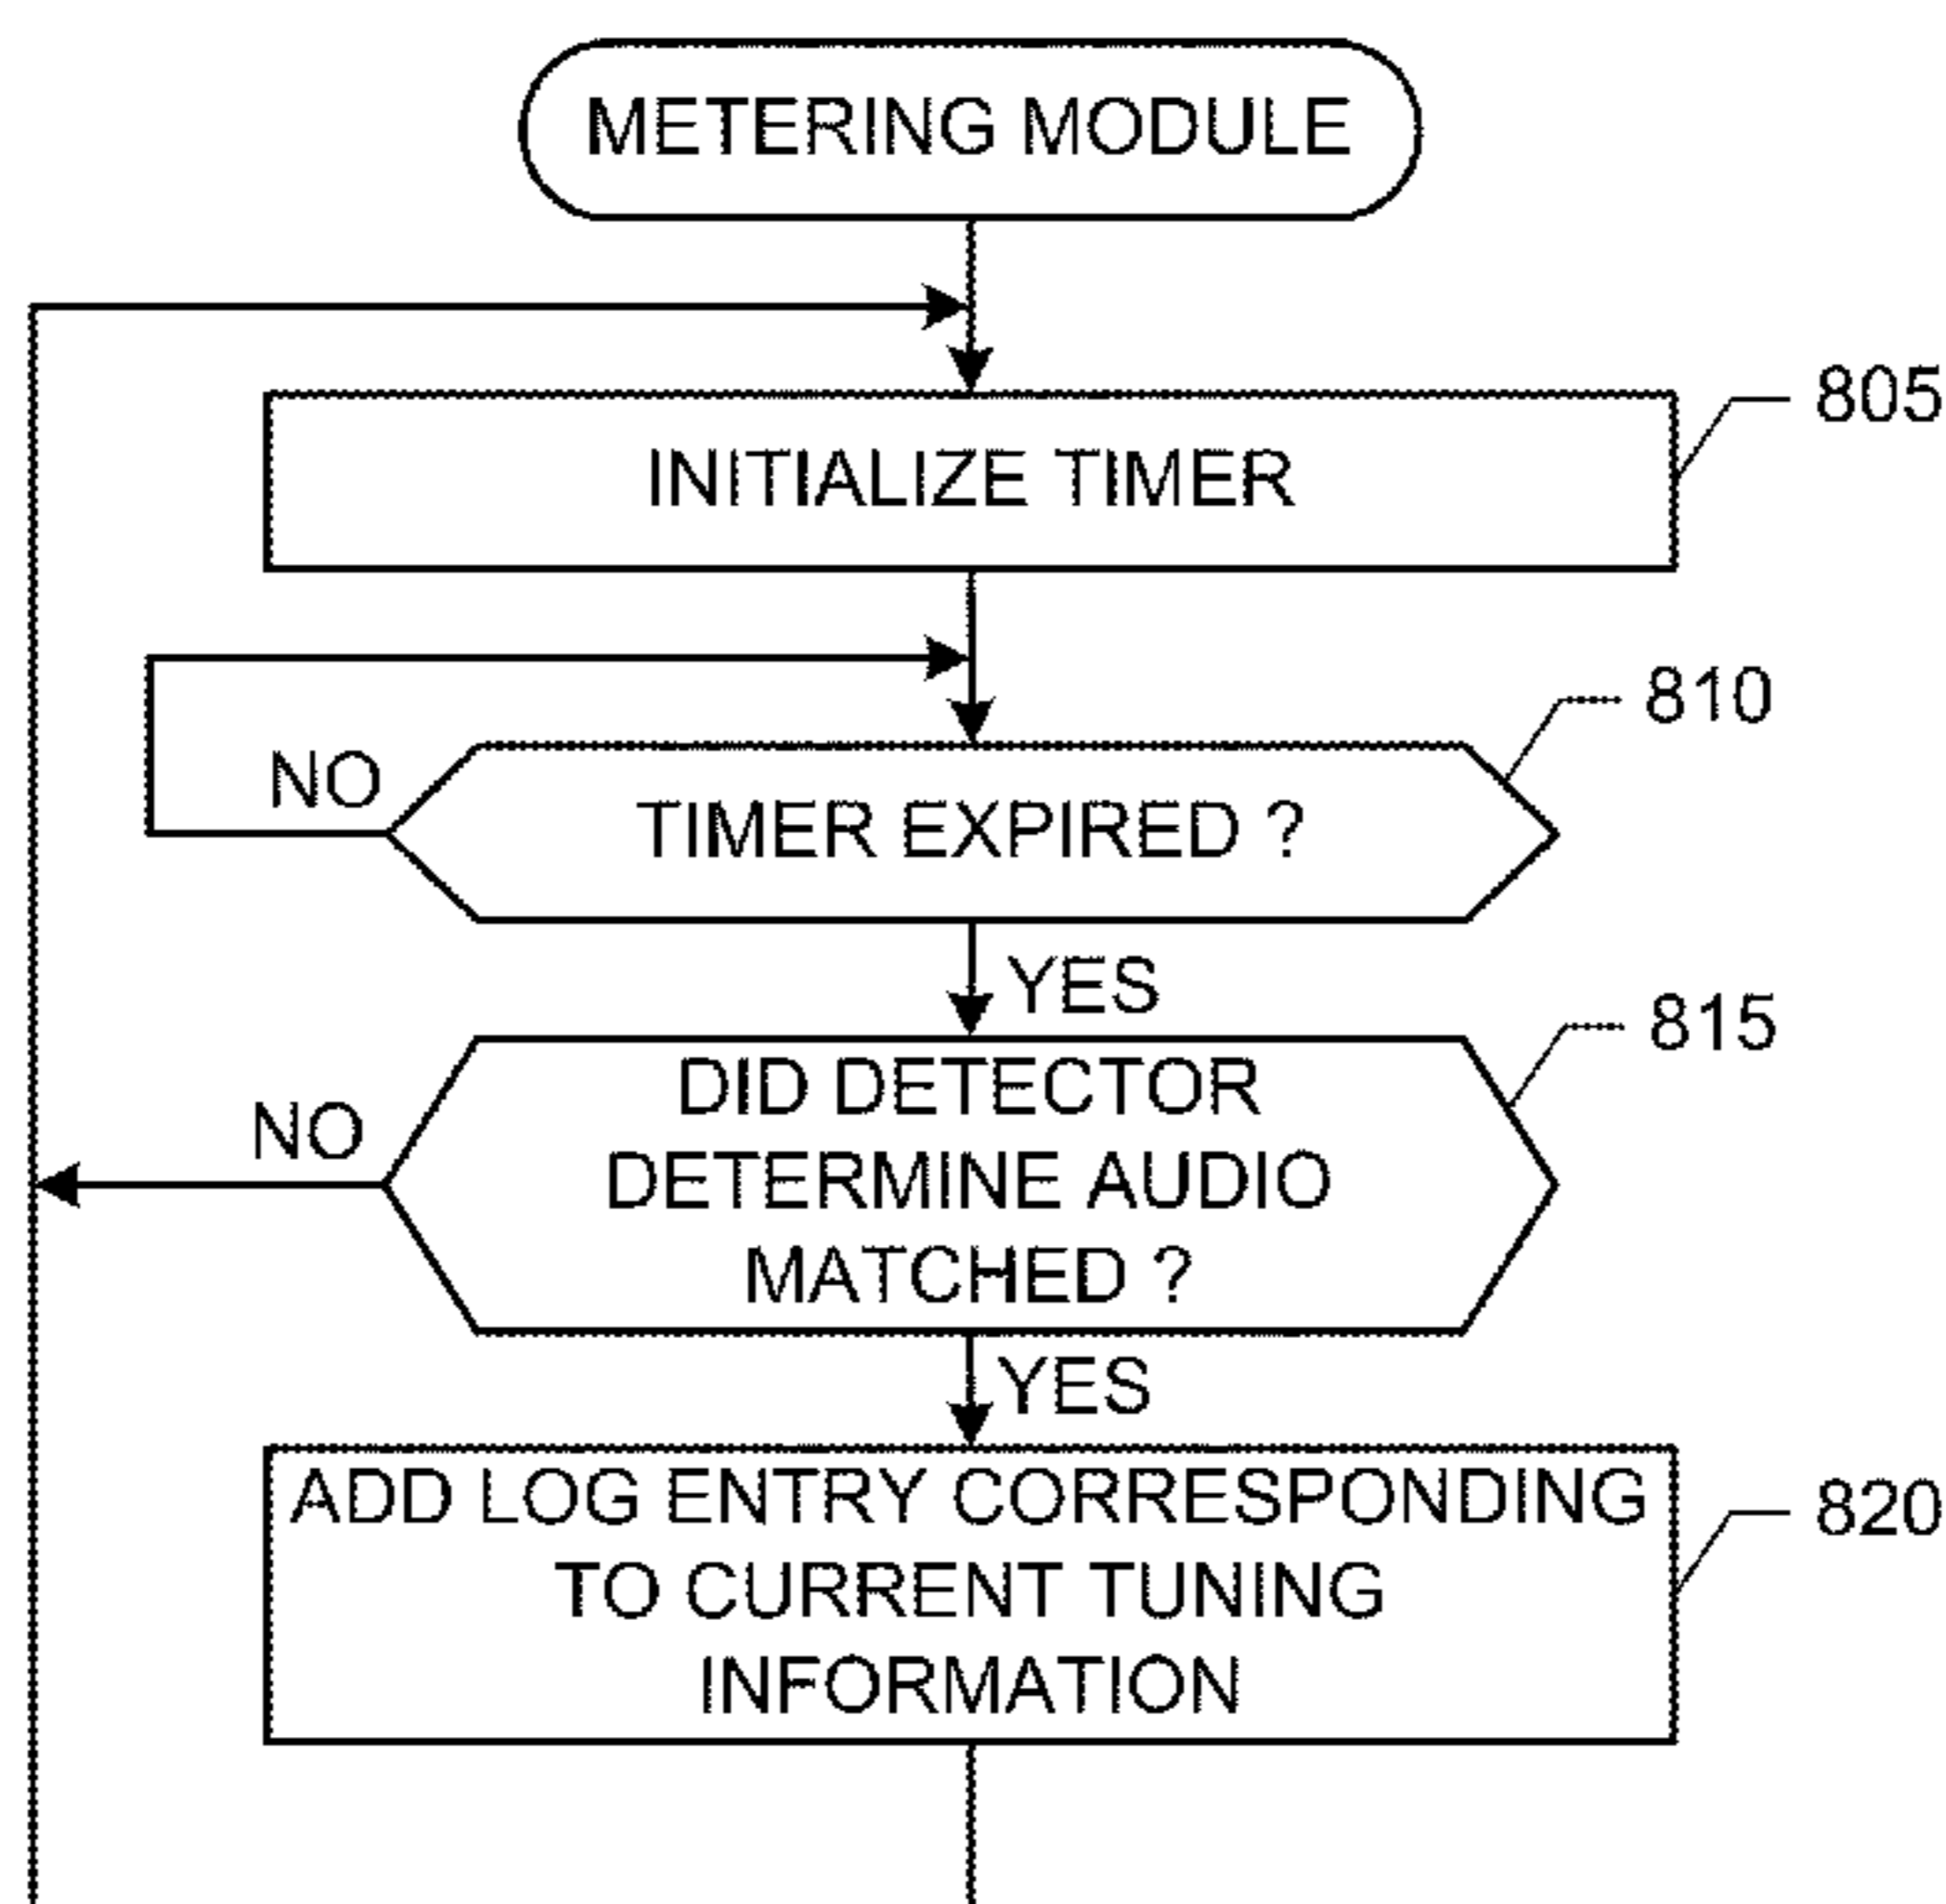 METERING MODULE
805
INITIALIZE TIMER
810
NO
TIMER EXPIRED ?
YES
815
DID DETECTOR
NO
DETERMINE AUDIO
MATCHED ?
YES
ADD LOG ENTRY CORRESPONDING
820
TO CURRENT TUNING
INFORMATION